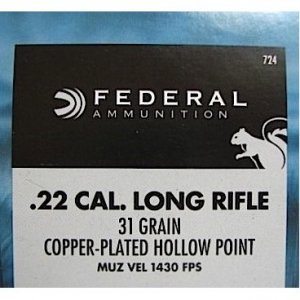 724
FEDERAL
AMMUNITION
.22 CAL. LONG RIFLE
31 GRAIN
COPPER-PLATED HOLLOW POINT
MUZ VEL 1430 FPS